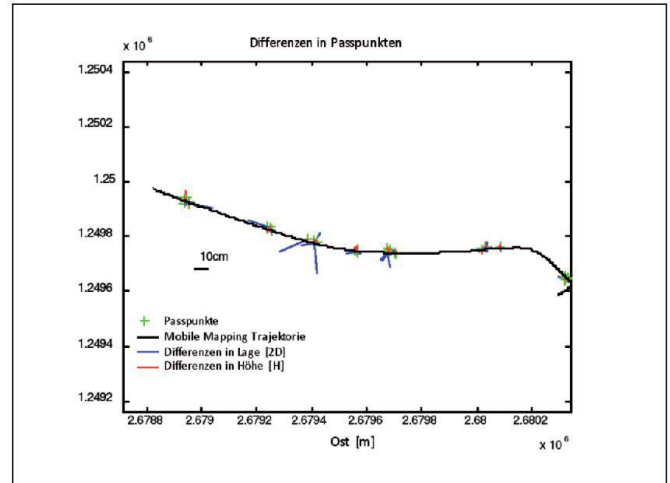 x 10⁶
Differenzen in Passpunkten
1.2504
1.2502
1.25
1.2498
1.2496
1.2494
1.2492
10cm
Passpunkte
Mobile Mapping Trajektorie
Differenzen in Lage [2D]
Differenzen in Höhe [H]
2.6788 2.679 2.6792 2.6794 2.6796 2.6798 2.68 2.6802
Ost [m]
x 10⁶